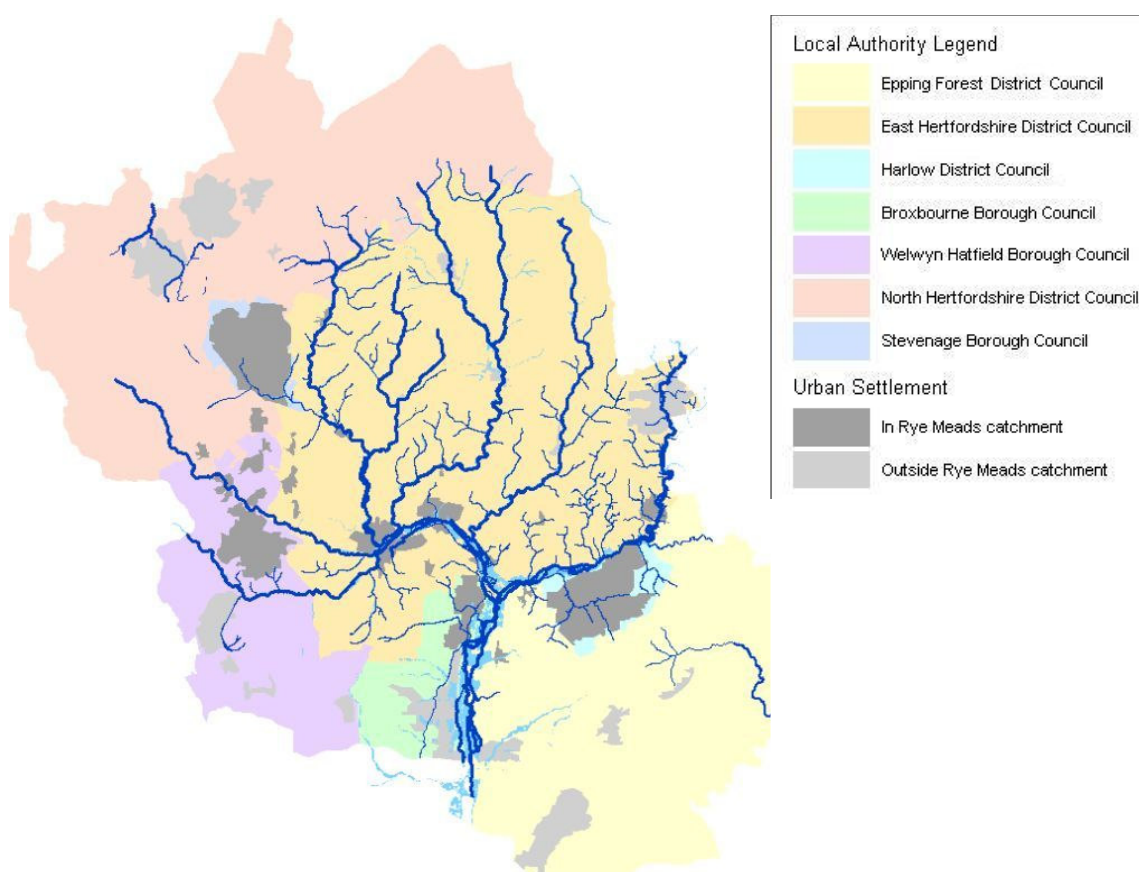 Local Authority Legend
Epping Forest District Council
East Hertfordshire District Council
Harlow District Council
Broxbourne Borough Council
Welwyn Hatfield Borough Council
North Hertfordshire District Council
Stevenage Borough Council
Urban Settlement
In Rye Meads catchment
Outside Rye Meads catchment